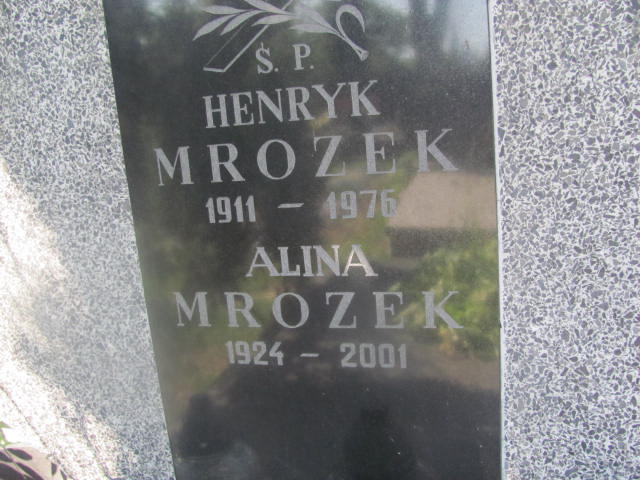 Ś. P.
HENRYK
MROZEK
1911 – 1976
ALINA
MROZEK
1924 – 2001